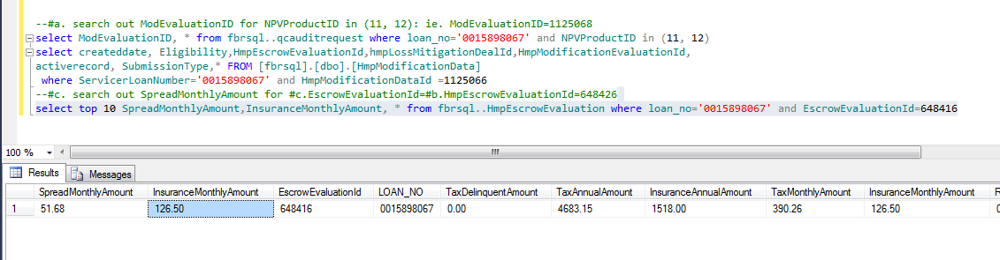 --#a. search out ModEvaluationID for NPVProductID in (11, 12): ie. ModEvaluationID=1125068
select ModEvaluationID, * from fbrsql..qcauditrequest where loan_no='0015898067' and NPVProductID in (11, 12)
select createddate, Eligibility,HmpEscrowEvaluationId,hmpLossMitigationDealId,HmpModificationEvaluationId,
activerecord, SubmissionType,* FROM [fbrsql].[dbo].[HmpModificationData]
where ServicerLoanNumber='0015898067' and HmpModificationDataId =1125066
--#c. search out SpreadMonthlyAmount for #c.EscrowEvaluationId=#b.HmpEscrowEvaluationId=648426
select top 10 SpreadMonthlyAmount,InsuranceMonthlyAmount, * from fbrsql..HmpEscrowEvaluation where loan_no='0015898067' and EscrowEvaluationId=648416
100 %
Results Messages
SpreadMonthlyAmount InsuranceMonthlyAmount EscrowEvaluationId LOAN_NO TaxDelinquentAmount TaxAnnualAmount InsuranceAnnualAmount TaxMonthlyAmount InsuranceMonthlyAmount
1 51.68 126.50 648416 0015898067 0.00 4683.15 1518.00 390.26 126.50